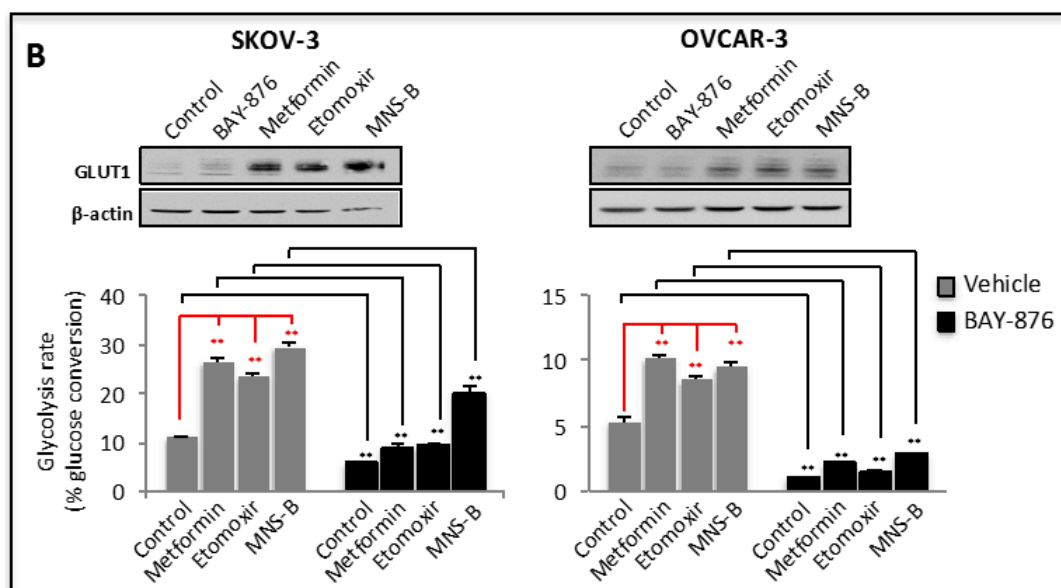 B
SKOV-3
Control
BAY-876
Metformin
Etomoxir
MNS-B
GLUT1
β-actin
OVCAR-3
Control
BAY-876
Metformin
Etomoxir
MNS-B
Glycolysis rate
(% glucose conversion)
40
30
20
10
0
** ** **
** ** ** **
Control
Metformin
Etomoxir
MNS-B
Control
Metformin
Etomoxir
MNS-B
15
10
5
0
** ** **
** ** ** **
Control
Metformin
Etomoxir
MNS-B
Control
Metformin
Etomoxir
MNS-B
Vehicle
BAY-876